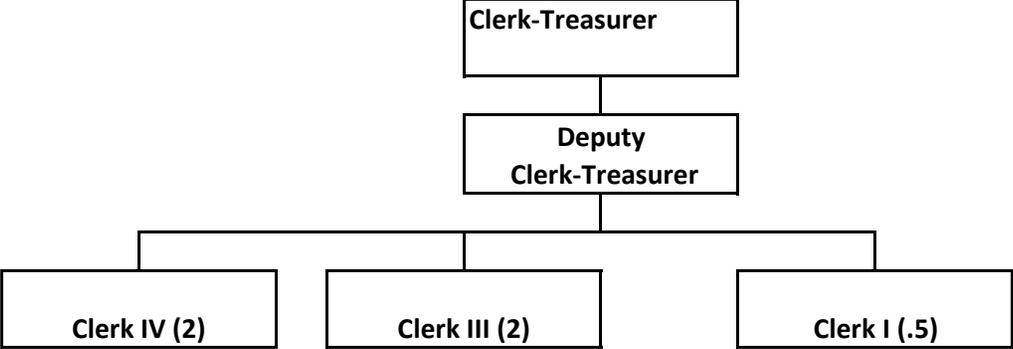 Clerk-Treasurer
Deputy
Clerk-Treasurer
Clerk IV (2)
Clerk III (2)
Clerk I (.5)